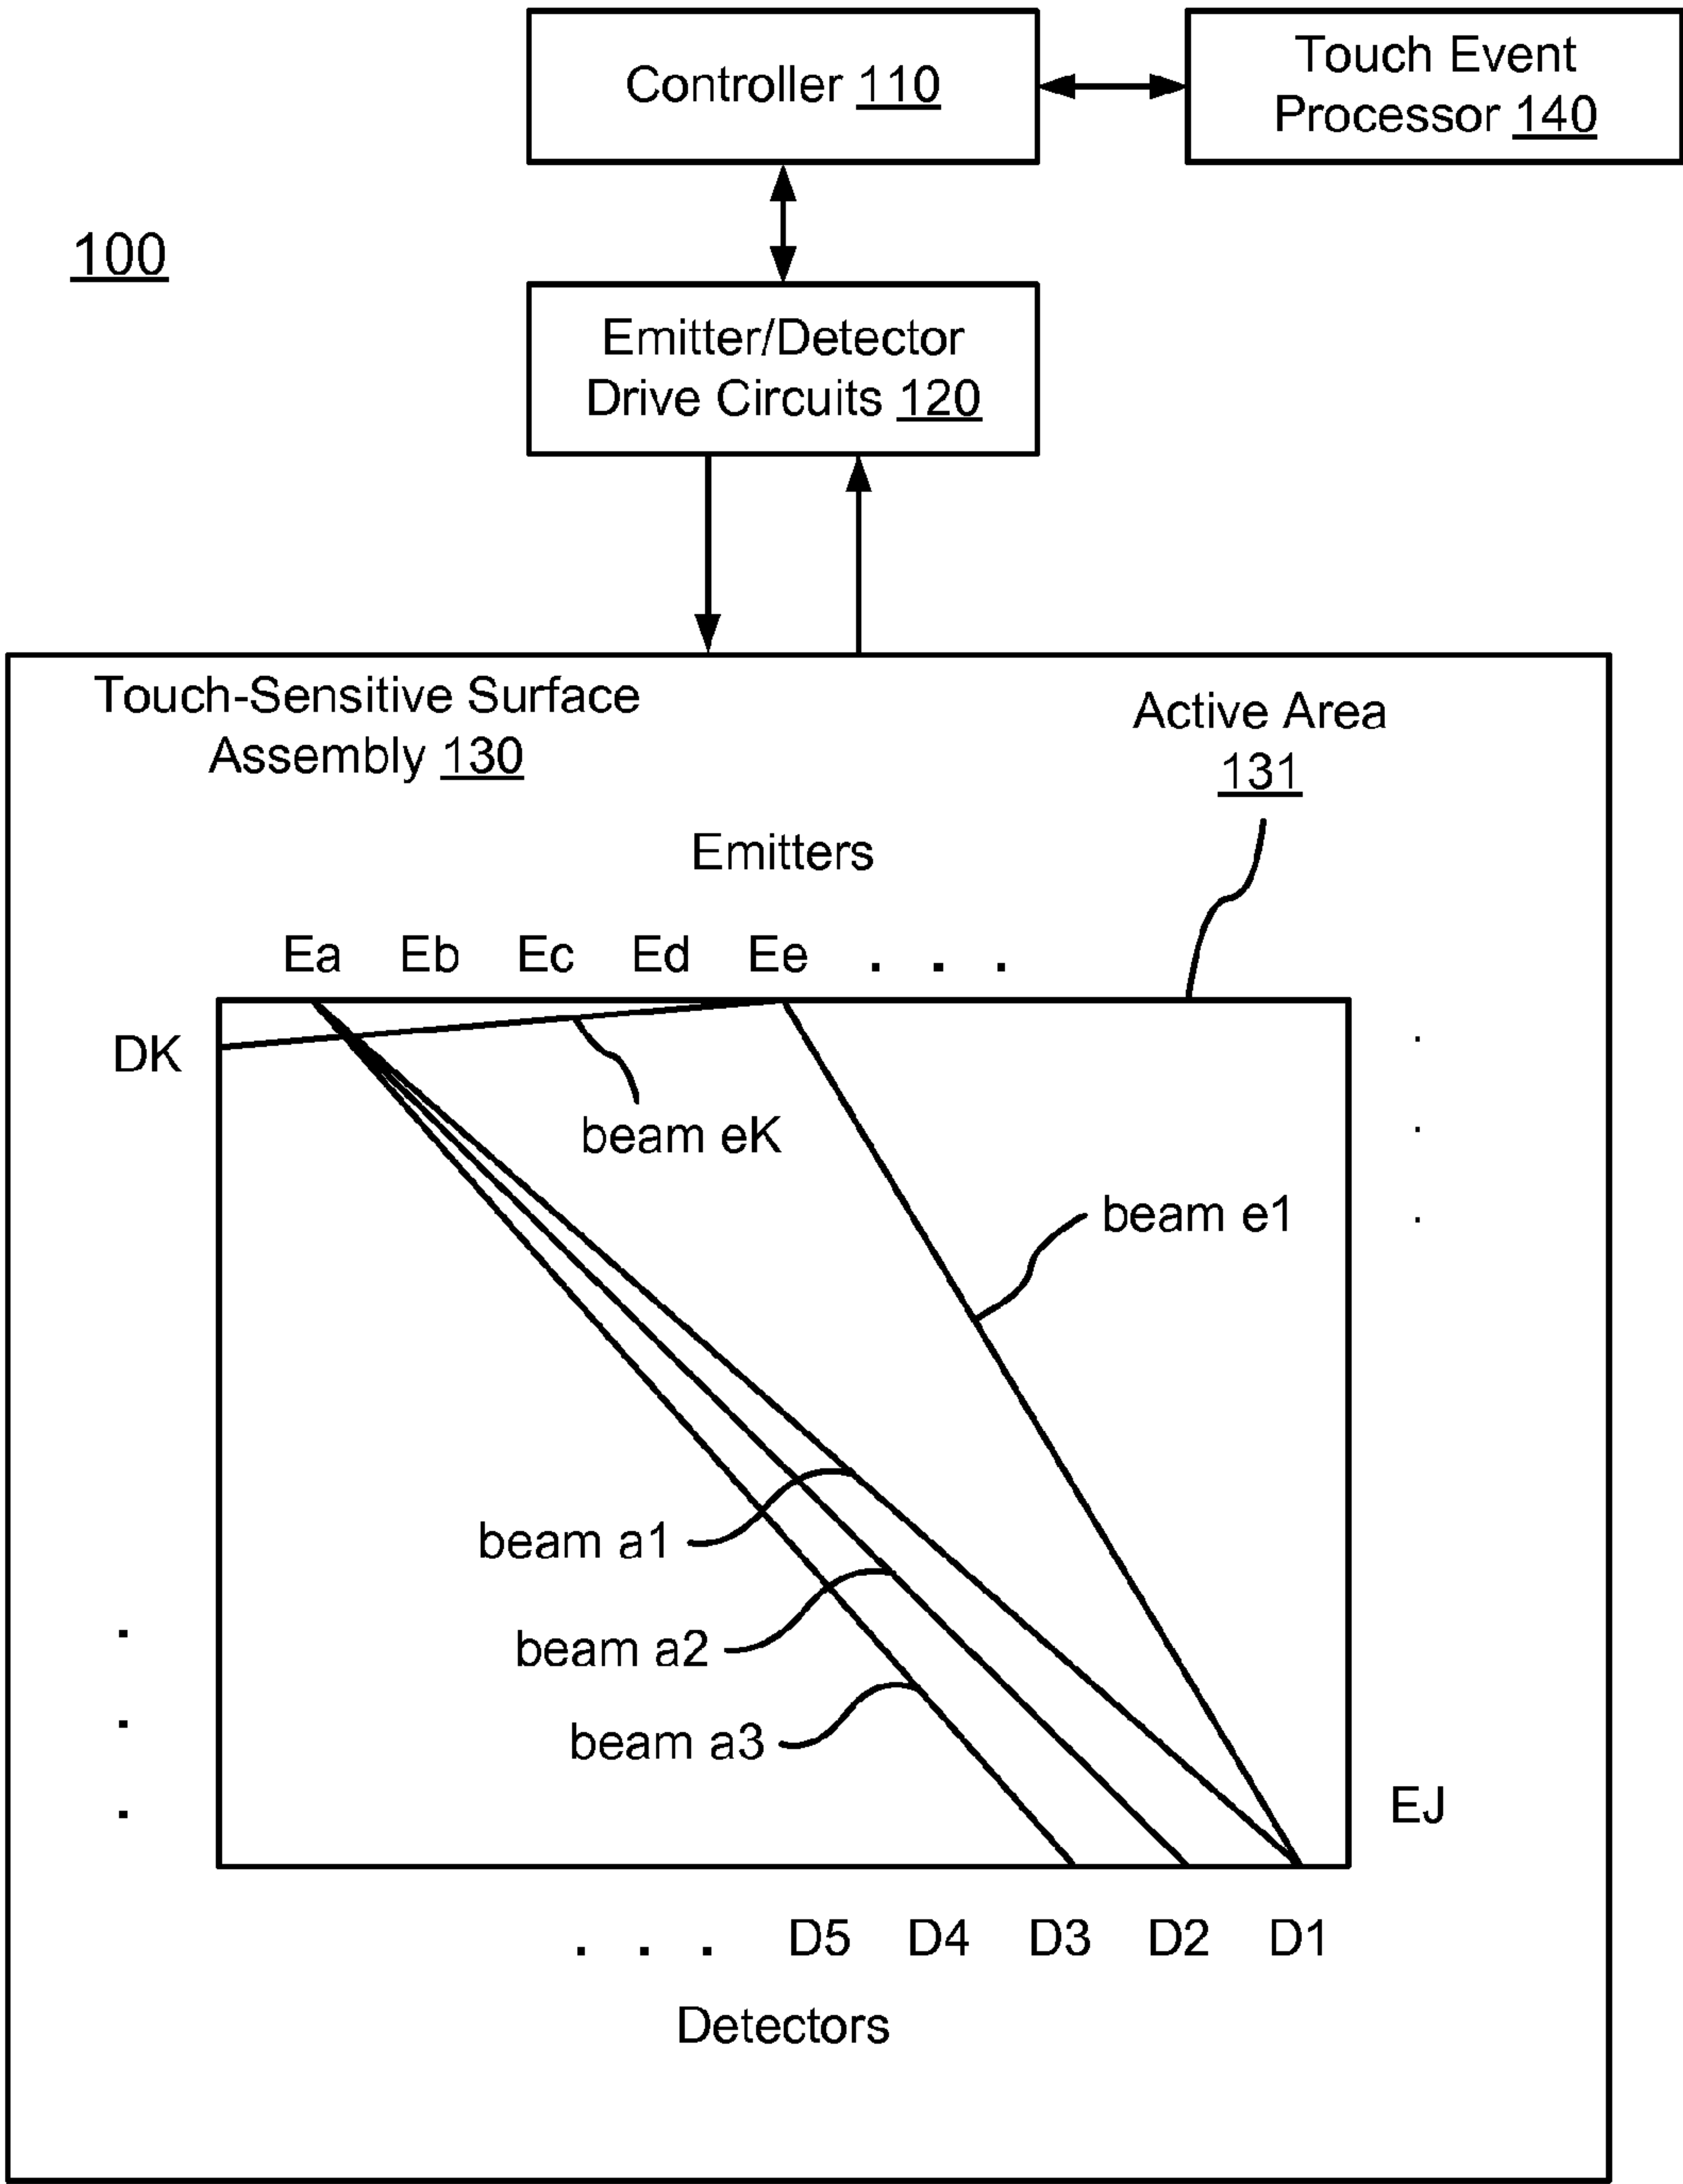 Controller 110
Touch Event
Processor 140
100
Emitter/Detector
Drive Circuits 120
Touch-Sensitive Surface
Assembly 130
Active Area
131
Emitters
Ea Eb Ec Ed Ee . . .
DK
beam eK
beam e1
beam a1
beam a2
beam a3
EJ
. . . D5 D4 D3 D2 D1
Detectors